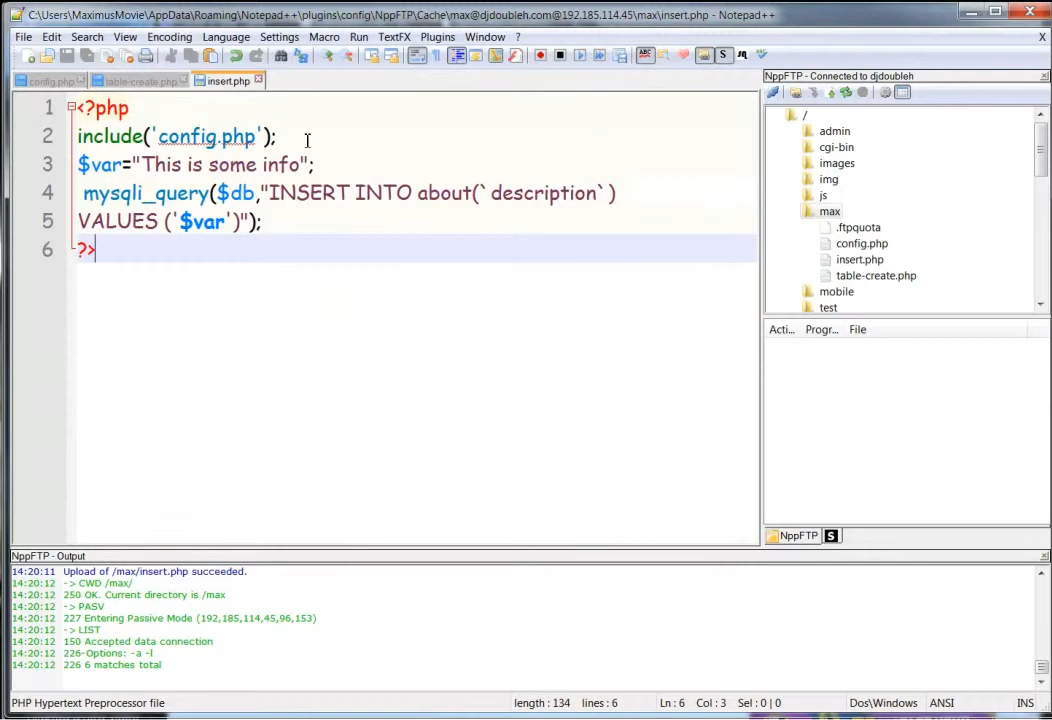 C:\Users\MaximusMovie\AppData\Roaming\Notepad++\plugins\config\NppFTP\Cache\max@djdoubleh.com@192.185.114.45\max\insert.php - Notepad++
File Edit Search View Encoding Language Settings Macro Run TextFX Plugins Window ? X
config.php table-create.php insert.php
1 <?php
2 include('config.php');
3 $var="This is some info";
4 mysqli_query($db,"INSERT INTO about(`description`)
5 VALUES ('$var')");
6 ?>
NppFTP - Connected to djdoubleh
/
admin
cgi-bin
images
img
js
max
.ftpquota
config.php
insert.php
table-create.php
mobile
test
Acti... Progr... File
NppFTP S
NppFTP - Output
14:20:11 Upload of /max/insert.php succeeded.
14:20:12 -> CWD /max/
14:20:12 250 OK. Current directory is /max
14:20:12 -> PASV
14:20:12 227 Entering Passive Mode (192,185,114,45,96,153)
14:20:12 -> LIST
14:20:12 150 Accepted data connection
14:20:12 226-Options: -a -l
14:20:12 226 6 matches total
PHP Hypertext Preprocessor file length : 134 lines : 6 Ln : 6 Col : 3 Sel : 0 | 0 Dos\Windows ANSI INS